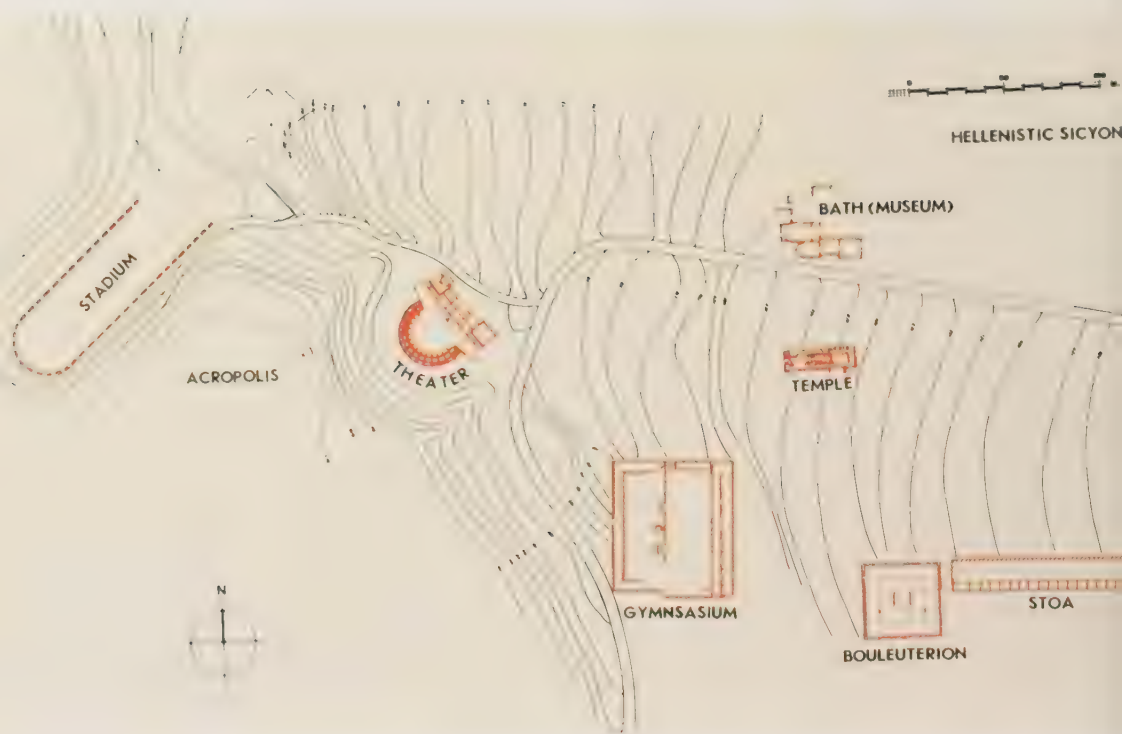 HELLENISTIC SICYON
BATH (MUSEUM)
STADIUM
ACROPOLIS
THEATER
TEMPLE
GYMNSASIUM
N
STOA
BOULEUTERION